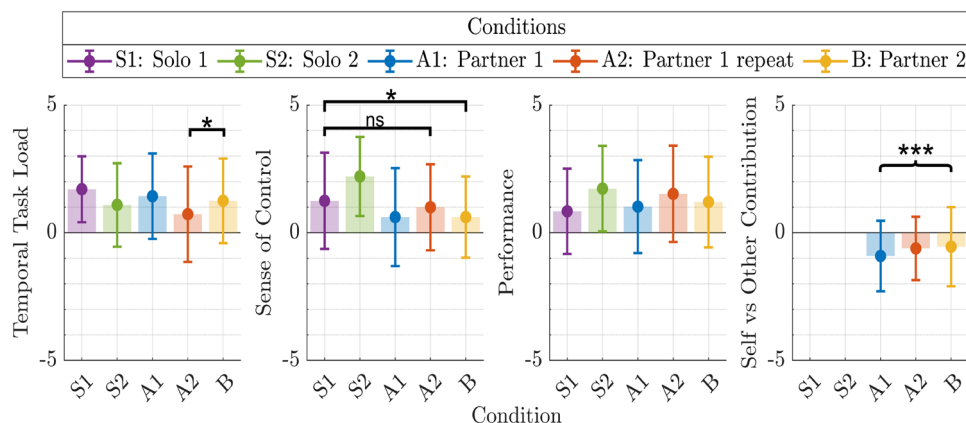 Conditions
S1: Solo 1 S2: Solo 2 A1: Partner 1 A2: Partner 1 repeat B: Partner 2
Temporal Task Load
5
0
-5
*
S1 S2 A1 A2 B
Sense of Control
5
0
-5
*
ns
S1 S2 A1 A2 B
Performance
5
0
-5
S1 S2 A1 A2 B
Self vs Other Contribution
5
0
-5
***
S1 S2 A1 A2 B
Condition